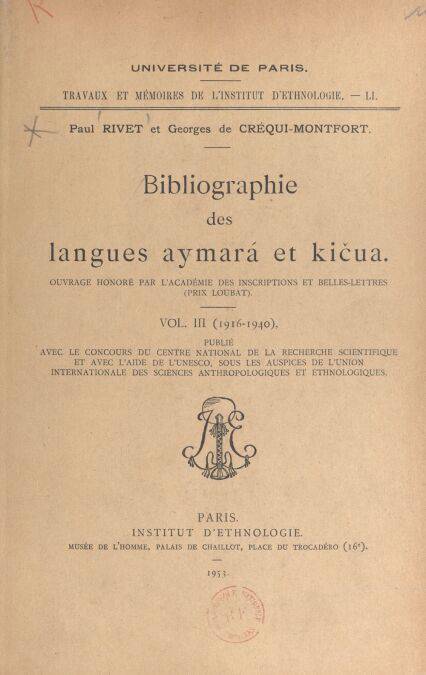 UNIVERSITÉ DE PARIS.
TRAVAUX ET MÉMOIRES DE L'INSTITUT D'ETHNOLOGIE. — LI.
Paul RIVET et Georges de CRÉQUI-MONTFORT.
Bibliographie
des
langues aymará et kičua.
OUVRAGE HONORÉ PAR L'ACADÉMIE DES INSCRIPTIONS ET BELLES-LETTRES
(PRIX LOUBAT).
VOL. III (1916-1940).
PUBLIÉ
AVEC LE CONCOURS DU CENTRE NATIONAL DE LA RECHERCHE SCIENTIFIQUE
ET AVEC L'AIDE DE L'UNESCO, SOUS LES AUSPICES DE L'UNION
INTERNATIONALE DES SCIENCES ANTHROPOLOGIQUES ET ETHNOLOGIQUES.
PARIS.
INSTITUT D'ETHNOLOGIE.
MUSÉE DE L'HOMME, PALAIS DE CHAILLOT, PLACE DU TROCADÉRO (16e).
1953.